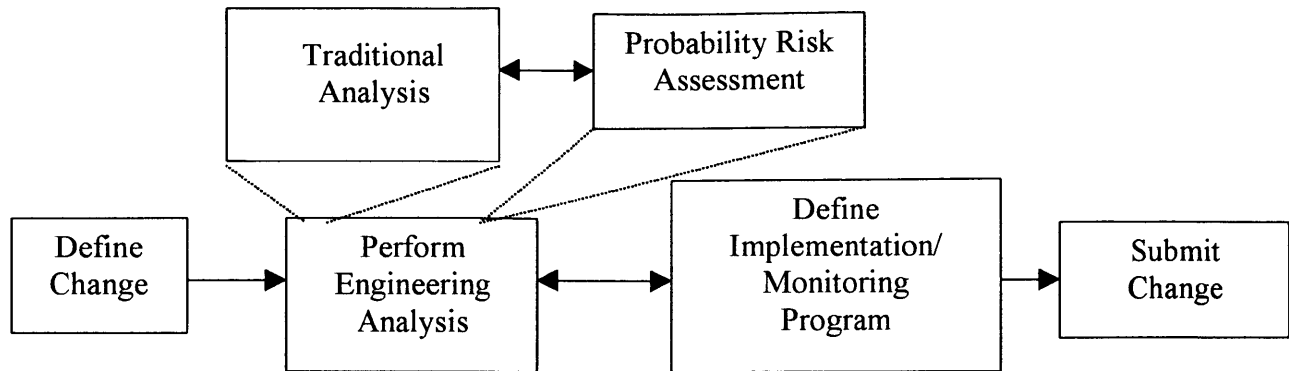 Traditional
Analysis
Probability Risk
Assessment
Define
Change
Perform
Engineering
Analysis
Define
Implementation/
Monitoring
Program
Submit
Change